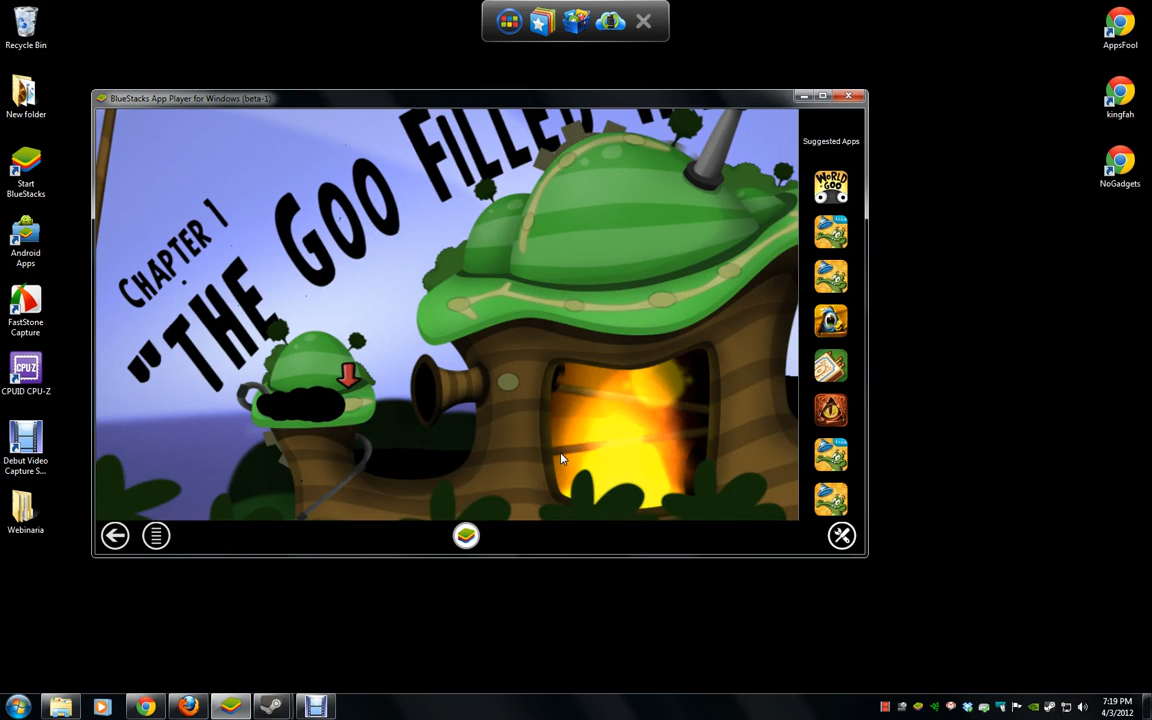 Recycle Bin
New folder
Start
BlueStacks
Android
Apps
FastStone
Capture
CPU-Z
CPUID CPU-Z
Debut Video
Capture S...
Webinaria
BlueStacks App Player for Windows (beta-1)
CHAPTER 1
"THE GOO FILLED
Suggested Apps
WORLD
GOO
AppsFool
kingfah
NoGadgets
7:19 PM
4/3/2012